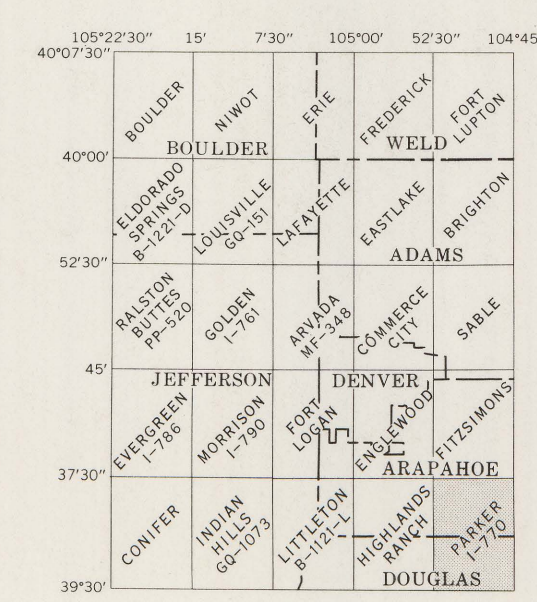 105°22'30" 15' 7'30" 105°00' 52'30" 104°45'
40°07'30"
BOULDER
NIWOT
ERIE
FREDERICK
FORT
LUPTON
BOULDER
WELD
40°00'
ELDORADO
SPRINGS
B-1221-D
LOUISVILLE
GQ-151
LAFAYETTE
EASTLAKE
BRIGHTON
ADAMS
52'30"
RALSTON
BUTTES
PP-520
GOLDEN
I-761
ARVADA
MF-348
COMMERCE
CITY
SABLE
45'
JEFFERSON
DENVER
EVERGREEN
I-786
MORRISON
I-790
FORT
LOGAN
ENGLEWOOD
FITZSIMONS
ARAPAHOE
37'30"
CONIFER
INDIAN
HILLS
GQ-1073
LITTLETON
B-1121-L
HIGHLANDS
RANCH
PARKER
I-770
DOUGLAS
39°30'